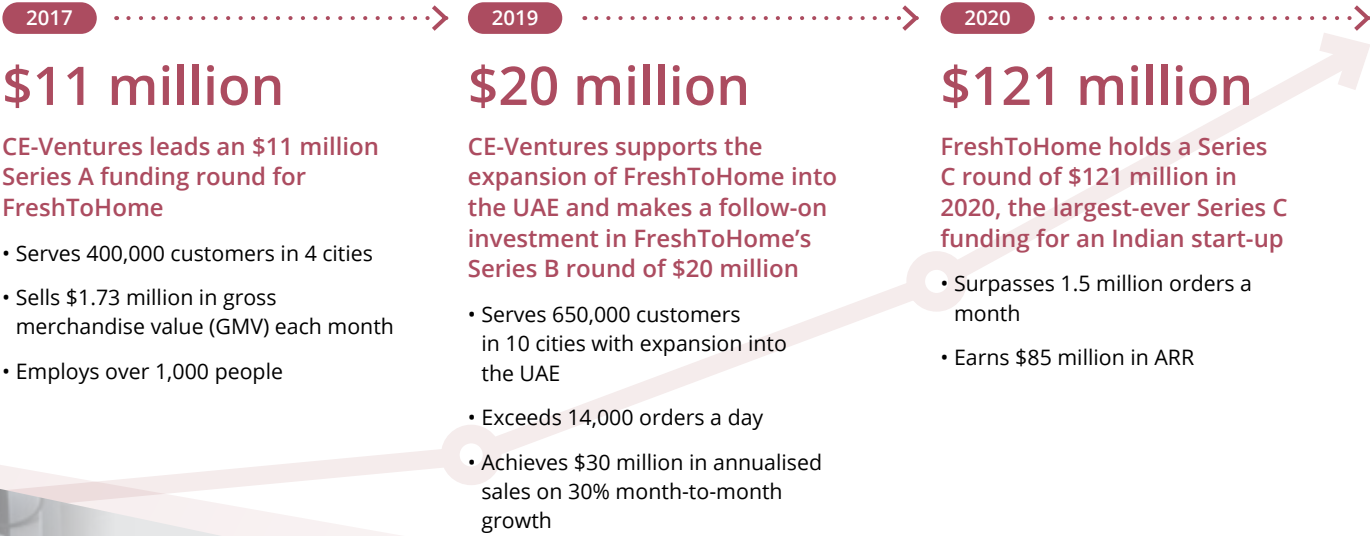 2017
$11 million
CE-Ventures leads an $11 million
Series A funding round for
FreshToHome
• Serves 400,000 customers in 4 cities
• Sells $1.73 million in gross
merchandise value (GMV) each month
• Employs over 1,000 people
2019
$20 million
CE-Ventures supports the
expansion of FreshToHome into
the UAE and makes a follow-on
investment in FreshToHome’s
Series B round of $20 million
• Serves 650,000 customers
in 10 cities with expansion into
the UAE
• Exceeds 14,000 orders a day
• Achieves $30 million in annualised
sales on 30% month-to-month
growth
2020
$121 million
FreshToHome holds a Series
C round of $121 million in
2020, the largest-ever Series C
funding for an Indian start-up
• Surpasses 1.5 million orders a
month
• Earns $85 million in ARR